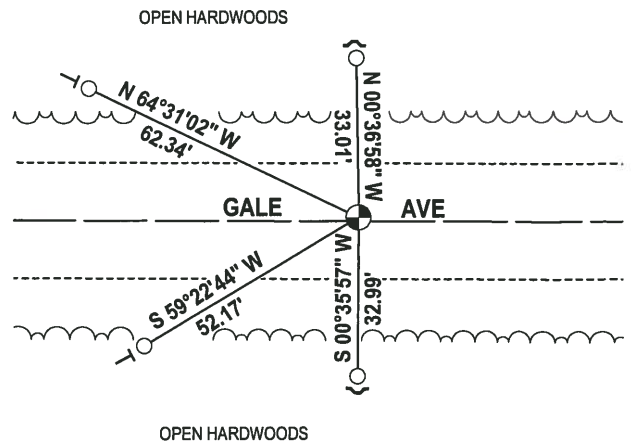 OPEN HARDWOODS
N 64°31'02" W
62.34'
N 00°36'58" W
33.01'
GALE AVE
S 59°22'44" W
52.17'
S 00°35'57" W
32.99'
OPEN HARDWOODS